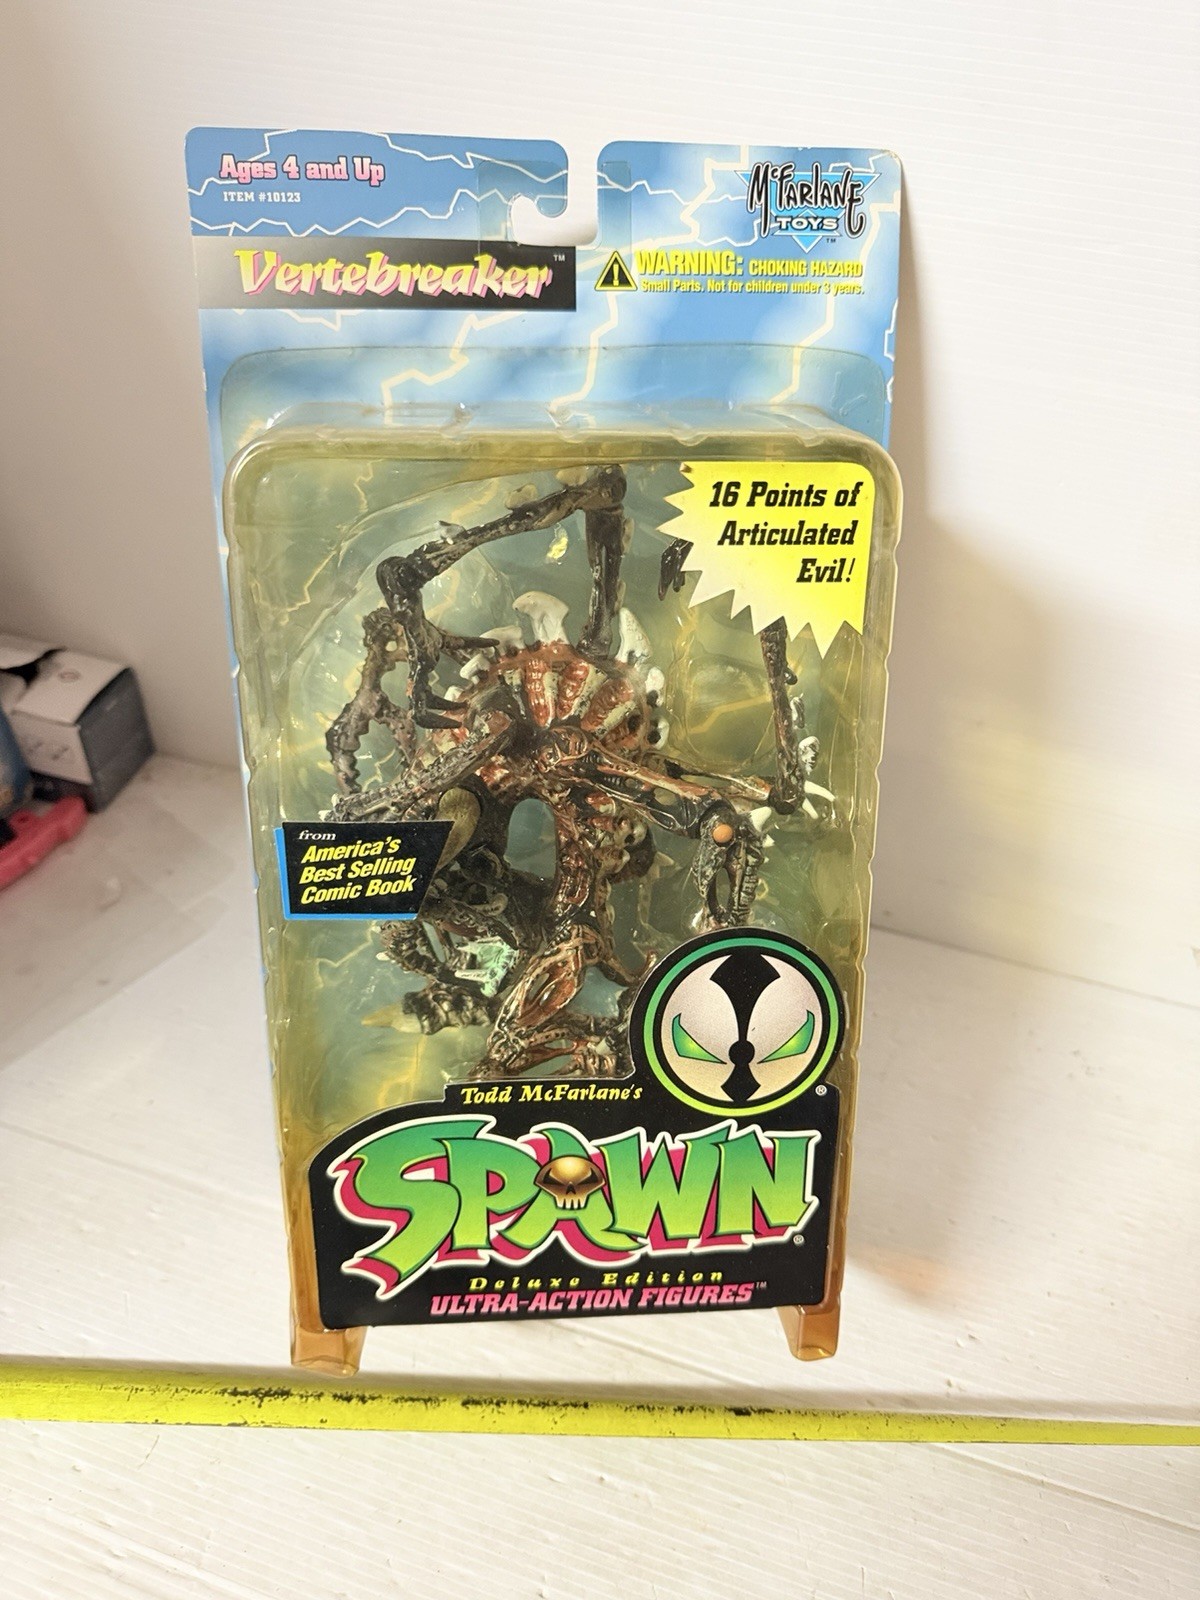 Ages 4 and Up
ITEM #10123
McFARLANE
TOYS™
Vertebreaker™
WARNING: CHOKING HAZARD
Small Parts. Not for children under 3 years.
16 Points of
Articulated
Evil!
from
America's
Best Selling
Comic Book
Todd McFarlane's
®
SPAWN®
Deluxe Edition
ULTRA-ACTION FIGURES™